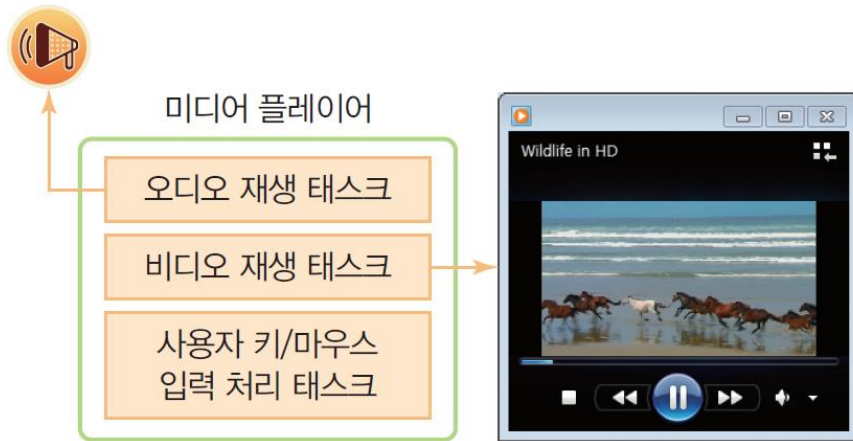 미디어 플레이어
오디오 재생 태스크
비디오 재생 태스크
사용자 키/마우스
입력 처리 태스크
Wildlife in HD